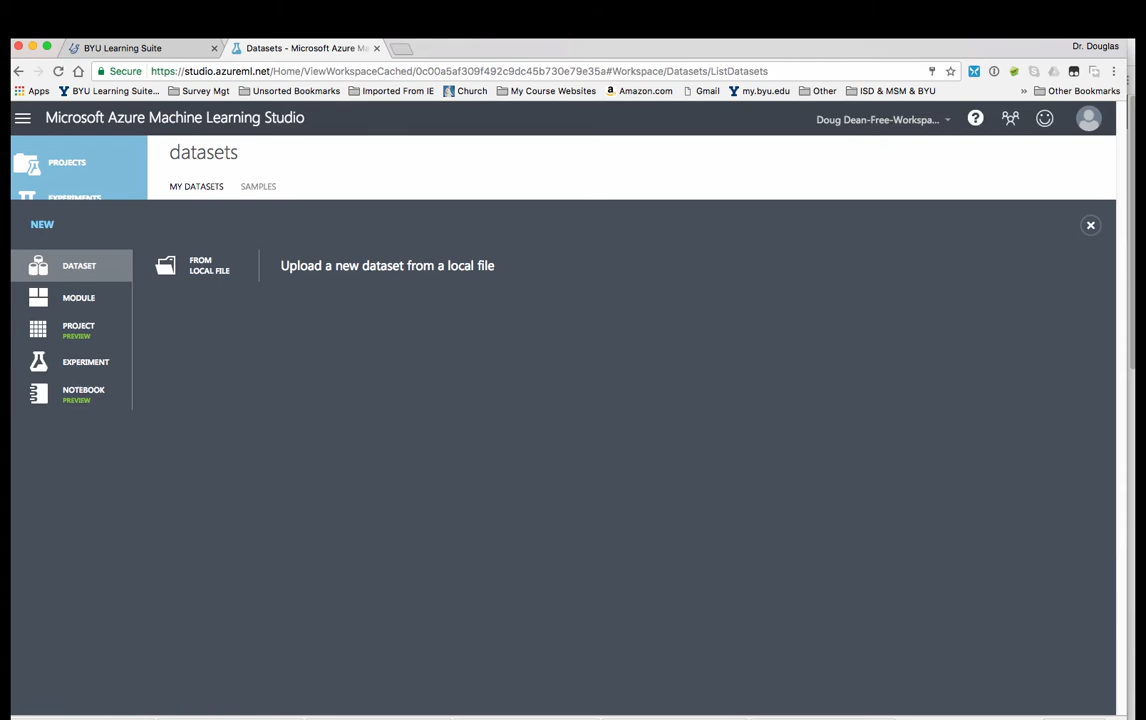 BYU Learning Suite
Datasets - Microsoft Azure Ma
Dr. Douglas
Secure https://studio.azureml.net/Home/ViewWorkspaceCached/0c00a5af309f492c9dc45b730e79e35a#Workspace/Datasets/ListDatasets
Apps BYU Learning Suite... Survey Mgt Unsorted Bookmarks Imported From IE Church My Course Websites Amazon.com Gmail my.byu.edu Other ISD & MSM & BYU » Other Bookmarks
Microsoft Azure Machine Learning Studio
Doug Dean-Free-Workspa...
PROJECTS
EXPERIMENTS
datasets
MY DATASETS SAMPLES
NEW
DATASET
MODULE
PROJECT
PREVIEW
EXPERIMENT
NOTEBOOK
PREVIEW
FROM
LOCAL FILE
Upload a new dataset from a local file